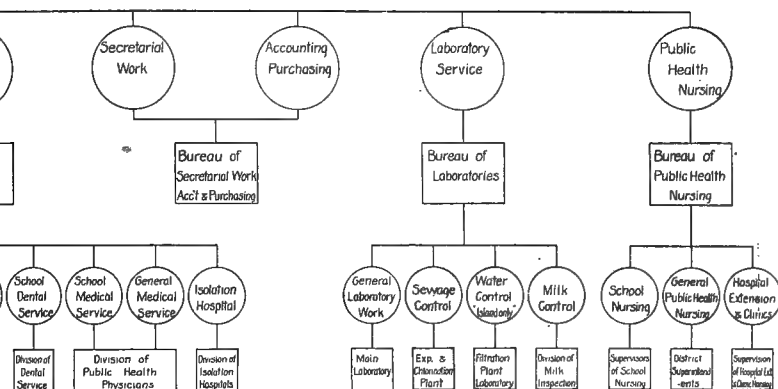 Secretarial
Work
Accounting
Purchasing
Laboratory
Service
Public
Health
Nursing
Bureau of
Secretarial Work
Acc't & Purchasing
Bureau of
Laboratories
Bureau of
Public Health
Nursing
School
Dental
Service
School
Medical
Service
General
Medical
Service
Isolation
Hospital
General
Laboratory
Work
Sewage
Control
Water
Control
Island only
Milk
Control
School
Nursing
General
Public Health
Nursing
Hospital
Extension
& Clinics
Division of
Dental
Service
Division of
Public Health
Physicians
Division of
Isolation
Hospitals
Main
Laboratory
Exp. &
Chlorination
Plant
Filtration
Plant
Laboratory
Division of
Milk
Inspection
Supervisors
of School
Nursing
District
Superintend
-ents
Supervision
of Hospital Ext.